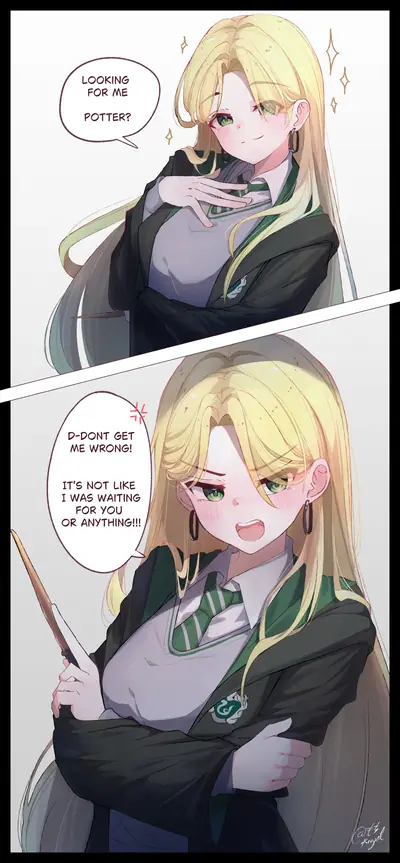 LOOKING
FOR ME
POTTER?
D-DONT GET
ME WRONG!
IT'S NOT LIKE
I WAS WAITING
FOR YOU
OR ANYTHING!!!